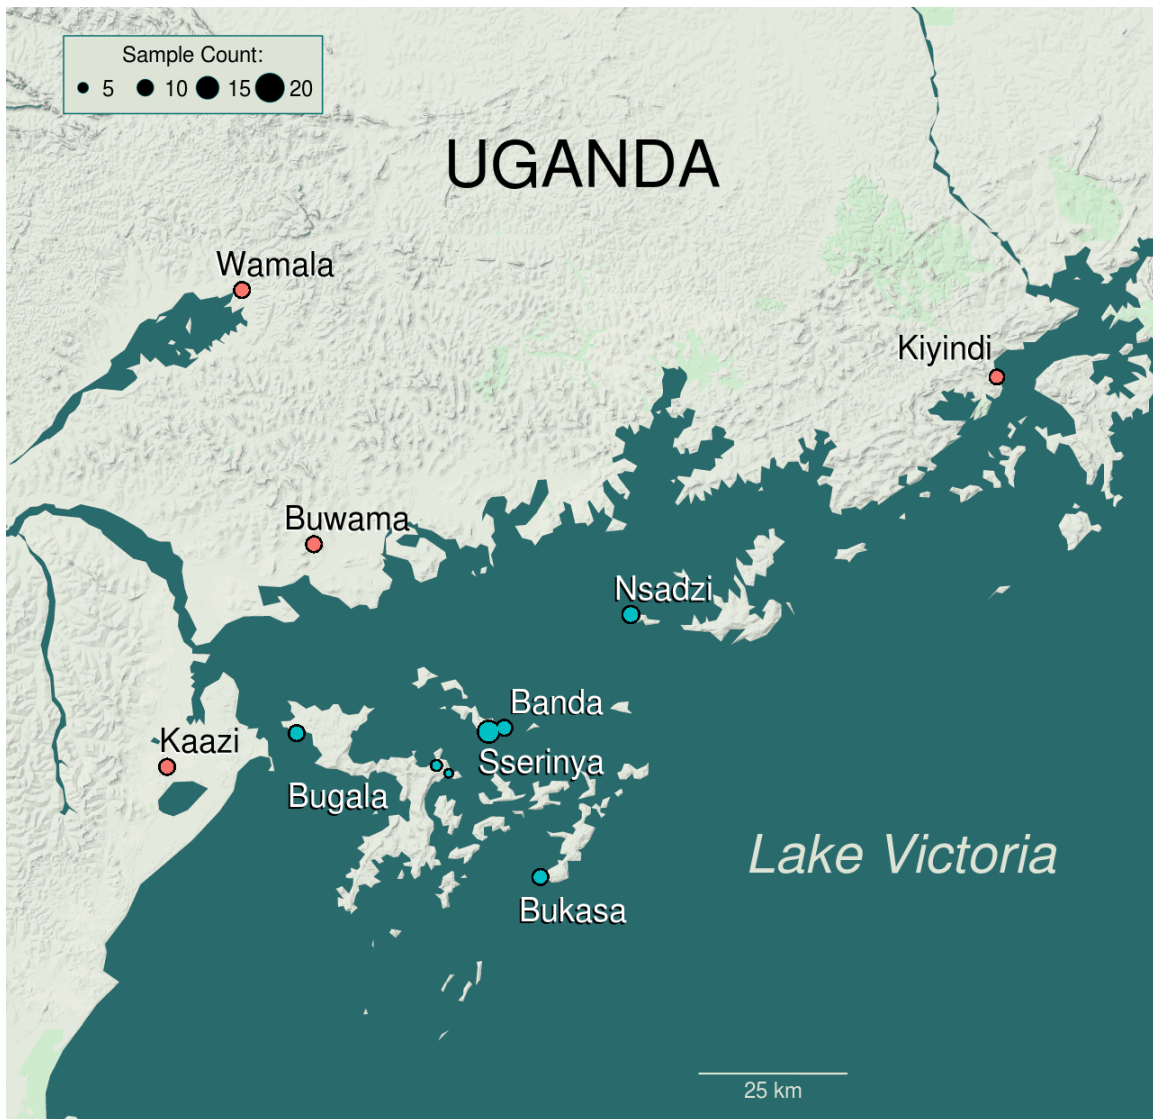 Sample Count:
5 10 15 20
UGANDA
Wamala
Kiyindi
Buwama
Nsadzi
Banda
Kaazi
Sserinya
Bugala
Lake Victoria
Bukasa
25 km